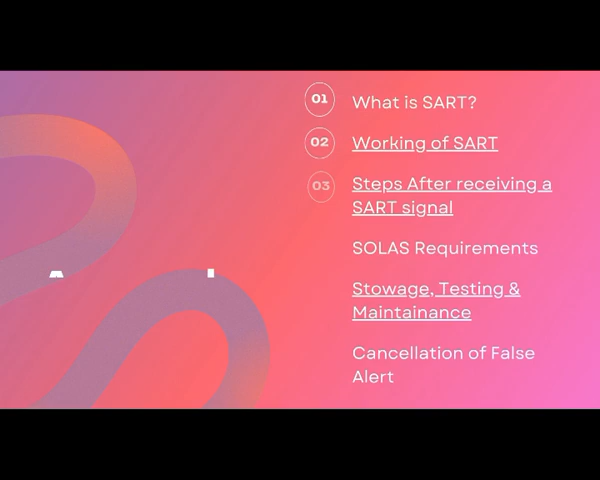 01 What is SART?
02 Working of SART
03 Steps After receiving a
SART signal
SOLAS Requirements
Stowage, Testing &
Maintainance
Cancellation of False
Alert